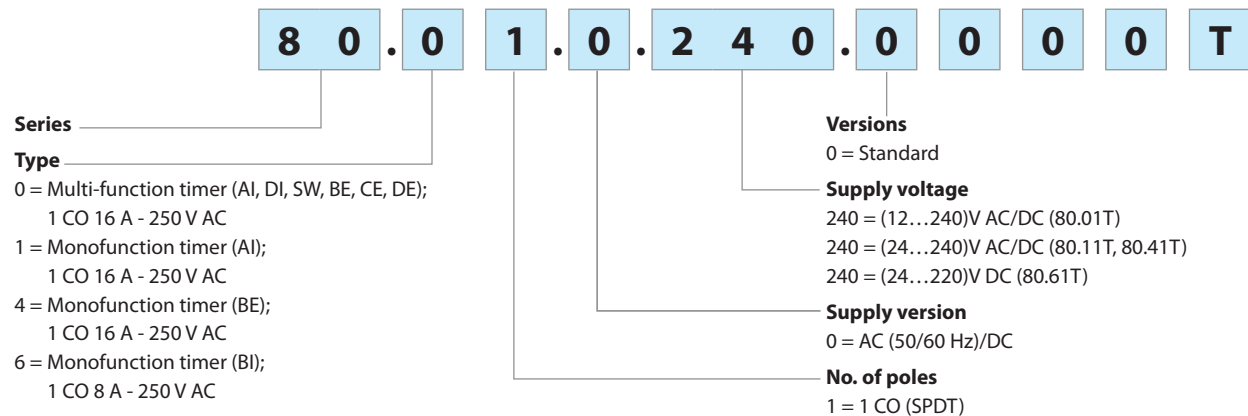 8 0 . 0 1 . 0 . 2 4 0 . 0 0 0 0 T
Series
Type
0 = Multi-function timer (AI, DI, SW, BE, CE, DE);
1 CO 16 A - 250 V AC
1 = Monofunction timer (AI);
1 CO 16 A - 250 V AC
4 = Monofunction timer (BE);
1 CO 16 A - 250 V AC
6 = Monofunction timer (BI);
1 CO 8 A - 250 V AC
Versions
0 = Standard
Supply voltage
240 = (12…240)V AC/DC (80.01T)
240 = (24…240)V AC/DC (80.11T, 80.41T)
240 = (24…220)V DC (80.61T)
Supply version
0 = AC (50/60 Hz)/DC
No. of poles
1 = 1 CO (SPDT)